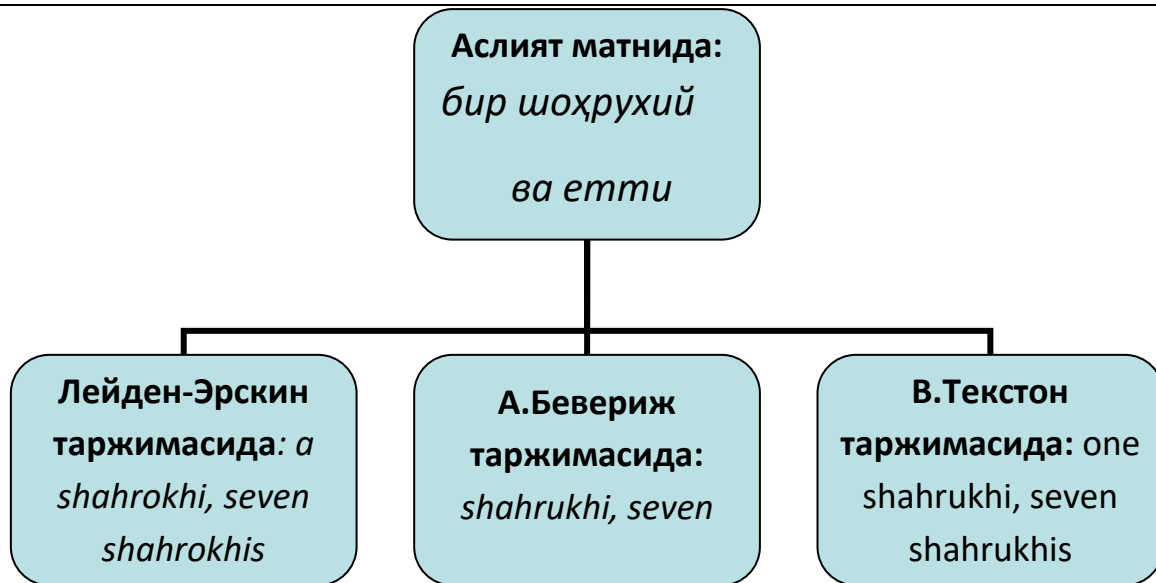 Аслият матнида:
бир шоҳрухий
ва етти
Лейден-Эрскин
таржимасида: a
shahrokhi, seven
shahrokhis
А.Бевериж
таржимасида:
shahrukhi, seven
В.Текстон
таржимасида: one
shahrukhi, seven
shahrukhis